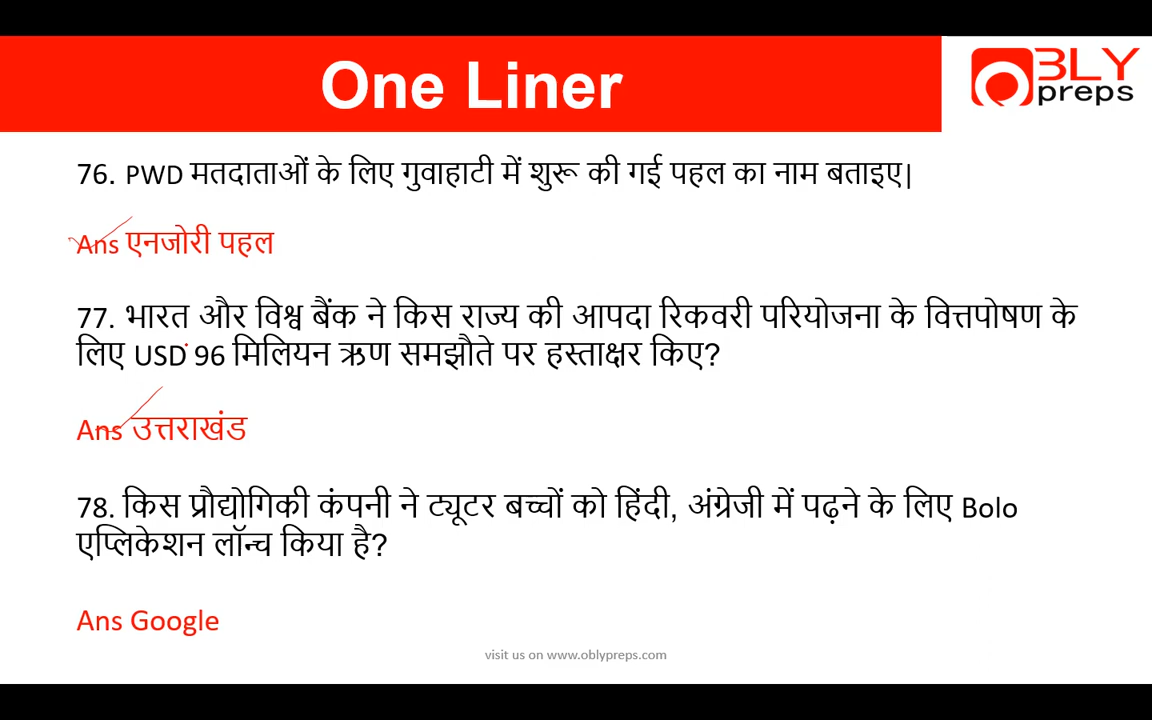 One Liner
BLY
preps
76. PWD मतदाताओं के लिए गुवाहाटी में शुरू की गई पहल का नाम बताइए।
Ans एनजोरी पहल
77. भारत और विश्व बैंक ने किस राज्य की आपदा रिकवरी परियोजना के वित्तपोषण के
लिए USD 96 मिलियन ऋण समझौते पर हस्ताक्षर किए?
Ans उत्तराखंड
78. किस प्रौद्योगिकी कंपनी ने ट्यूटर बच्चों को हिंदी, अंग्रेजी में पढ़ने के लिए Bolo
एप्लिकेशन लॉन्च किया है?
Ans Google
visit us on www.oblypreps.com